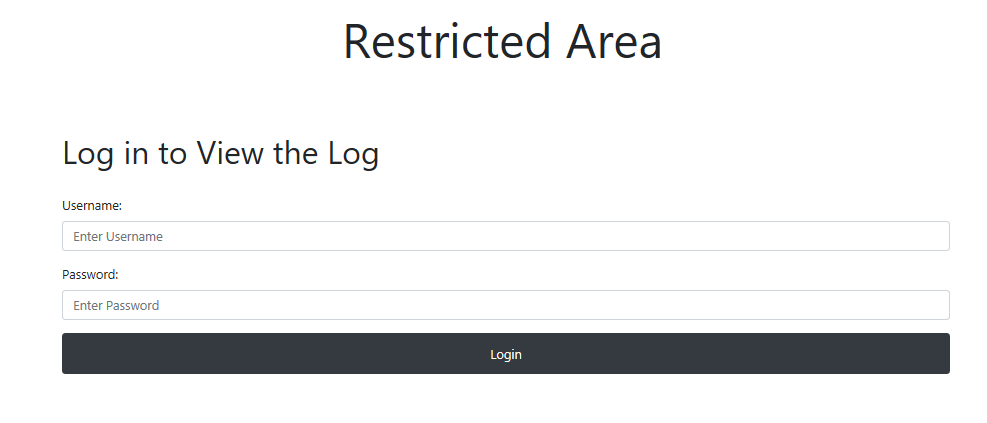 Restricted Area
Log in to View the Log
Username:
Enter Username
Password:
Enter Password
Login